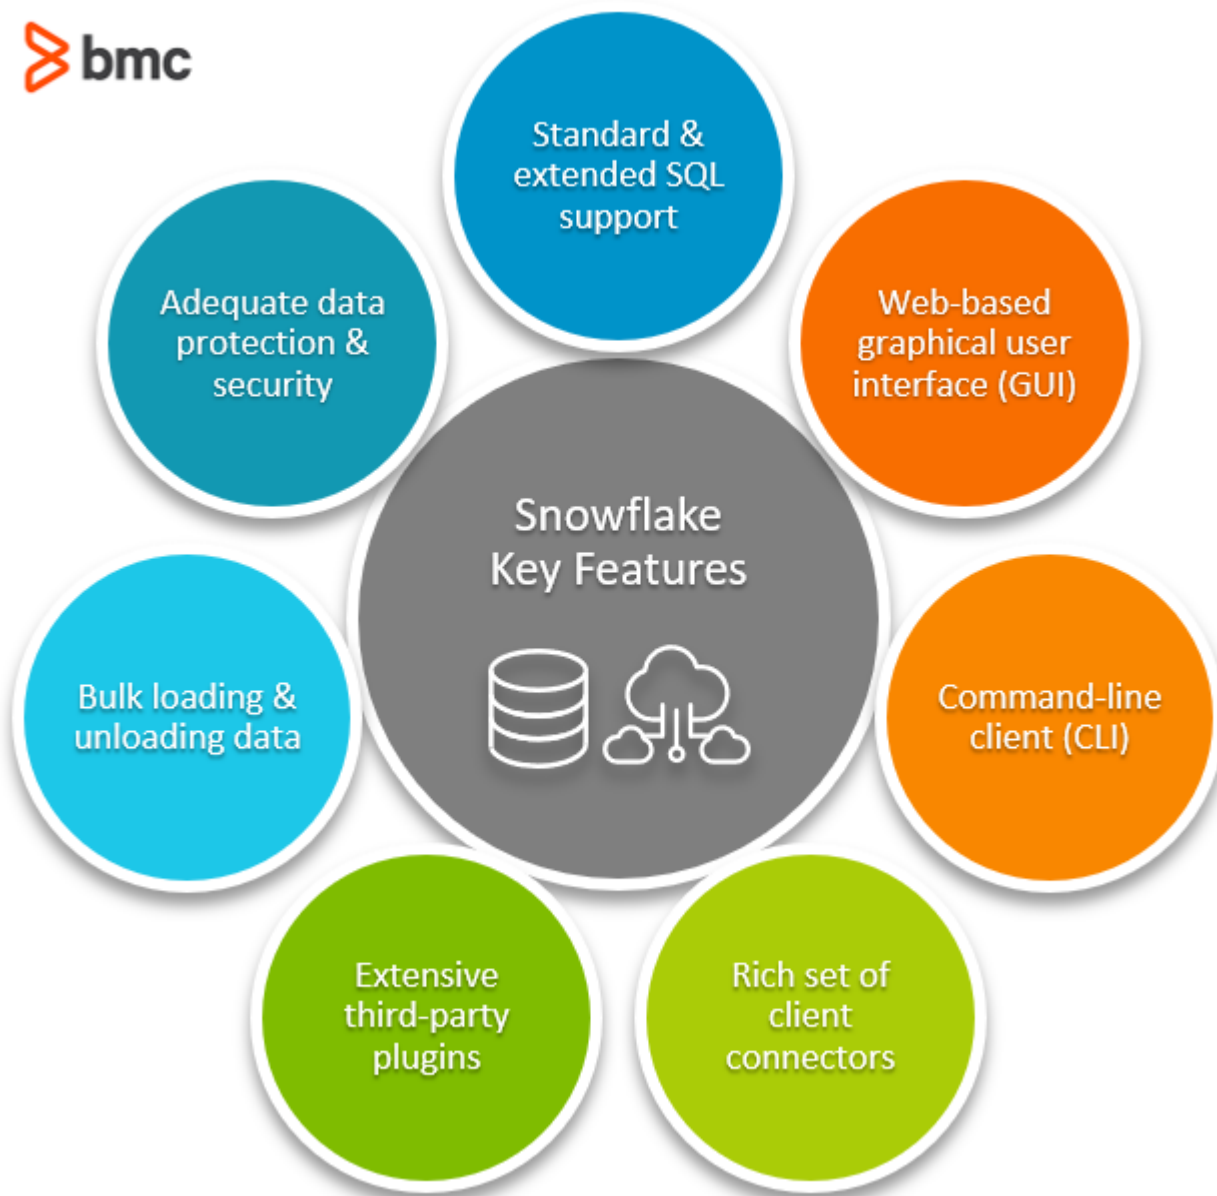 bmc
Standard &
extended SQL
support
Web-based
graphical user
interface (GUI)
Command-line
client (CLI)
Rich set of
client
connectors
Extensive
third-party
plugins
Bulk loading &
unloading data
Adequate data
protection &
security
Snowflake
Key Features